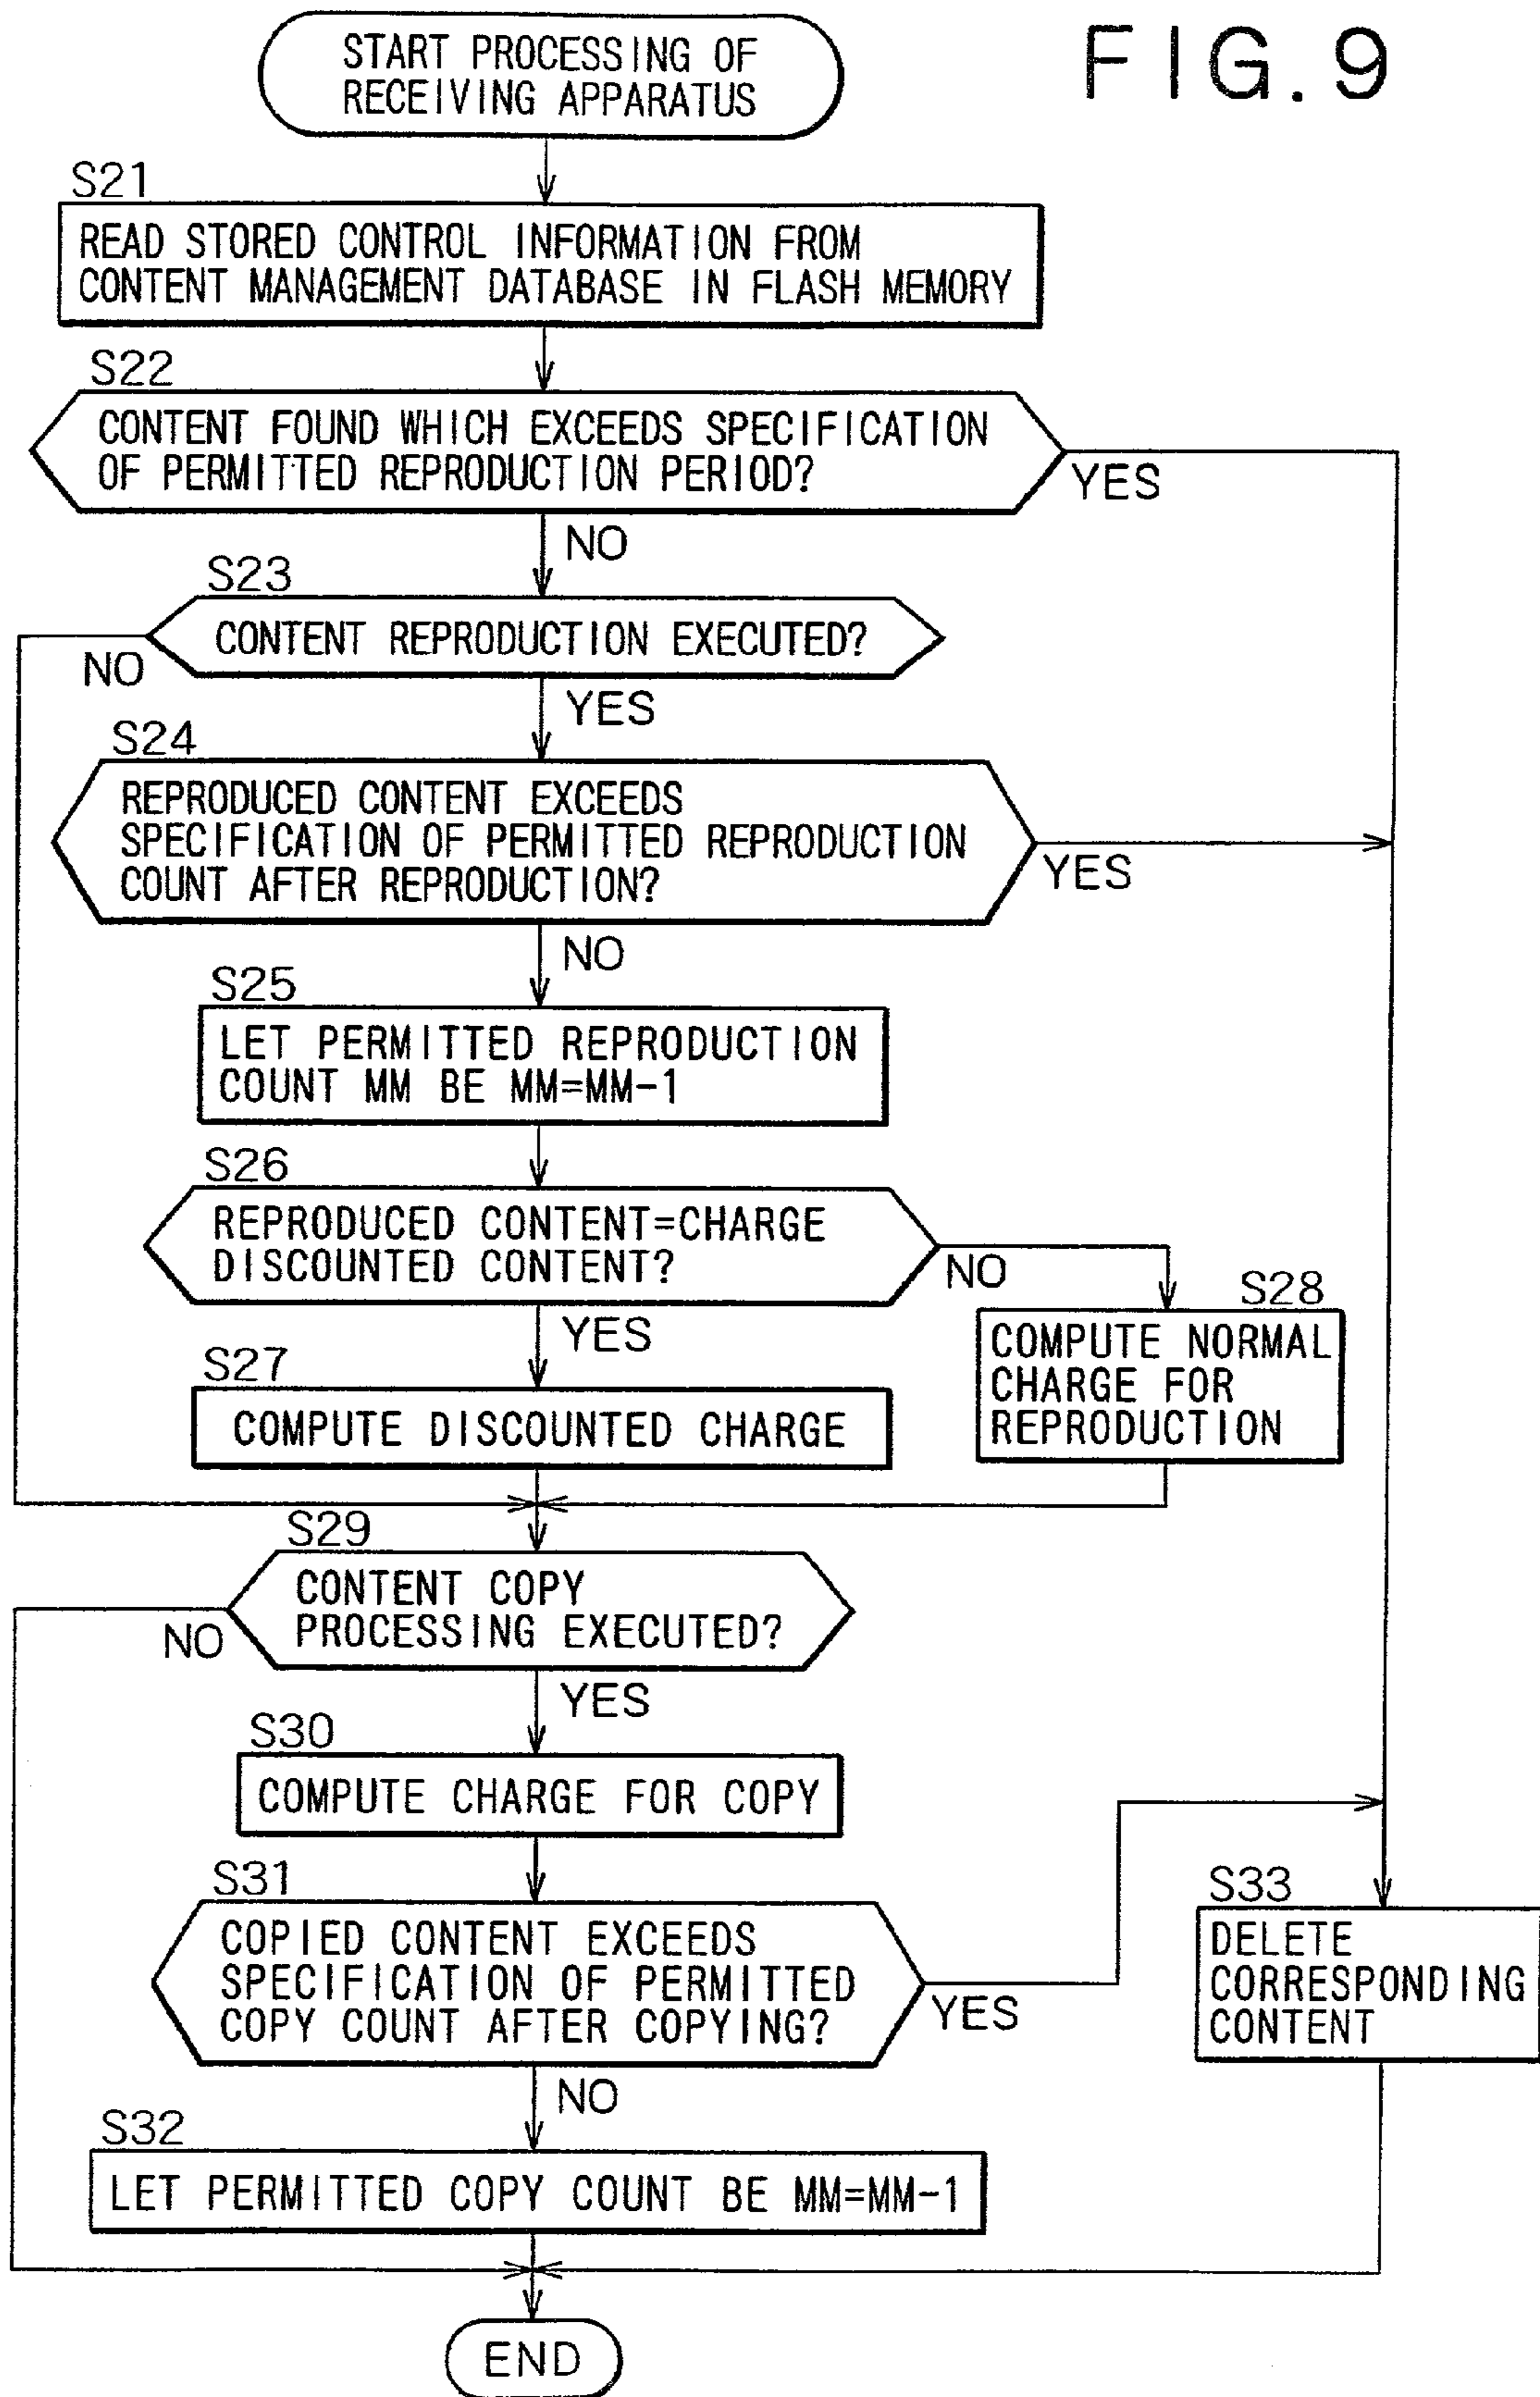 FIG. 9
START PROCESSING OF
RECEIVING APPARATUS
S21
READ STORED CONTROL INFORMATION FROM
CONTENT MANAGEMENT DATABASE IN FLASH MEMORY
S22
CONTENT FOUND WHICH EXCEEDS SPECIFICATION
OF PERMITTED REPRODUCTION PERIOD?
YES
NO
S23
CONTENT REPRODUCTION EXECUTED?
NO
YES
S24
REPRODUCED CONTENT EXCEEDS
SPECIFICATION OF PERMITTED REPRODUCTION
COUNT AFTER REPRODUCTION?
YES
NO
S25
LET PERMITTED REPRODUCTION
COUNT MM BE MM=MM-1
S26
REPRODUCED CONTENT=CHARGE
DISCOUNTED CONTENT?
NO
YES
S28
COMPUTE NORMAL
CHARGE FOR
REPRODUCTION
S27
COMPUTE DISCOUNTED CHARGE
S29
CONTENT COPY
PROCESSING EXECUTED?
NO
YES
S30
COMPUTE CHARGE FOR COPY
S31
COPIED CONTENT EXCEEDS
SPECIFICATION OF PERMITTED
COPY COUNT AFTER COPYING?
YES
NO
S33
DELETE
CORRESPONDING
CONTENT
S32
LET PERMITTED COPY COUNT BE MM=MM-1
END